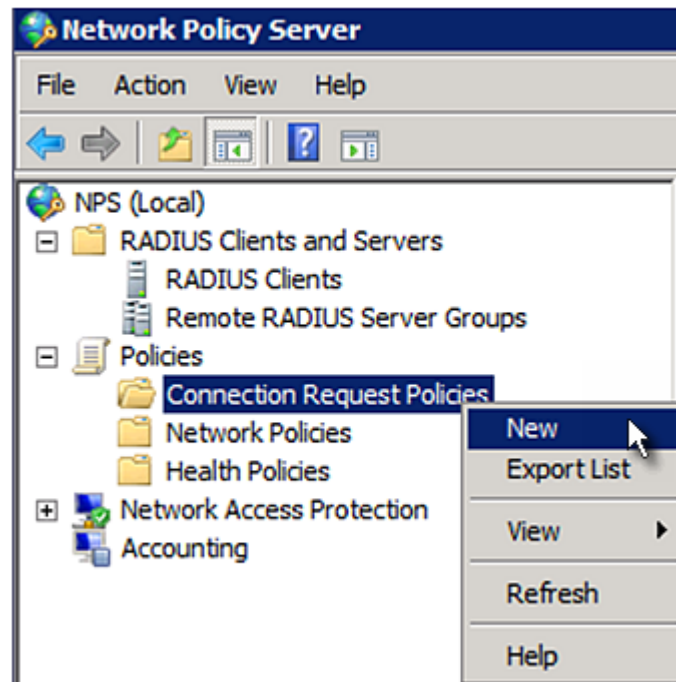 Network Policy Server
File Action View Help
NPS (Local)
RADIUS Clients and Servers
RADIUS Clients
Remote RADIUS Server Groups
Policies
Connection Request Policies
Network Policies
Health Policies
Network Access Protection
Accounting
New
Export List
View
Refresh
Help